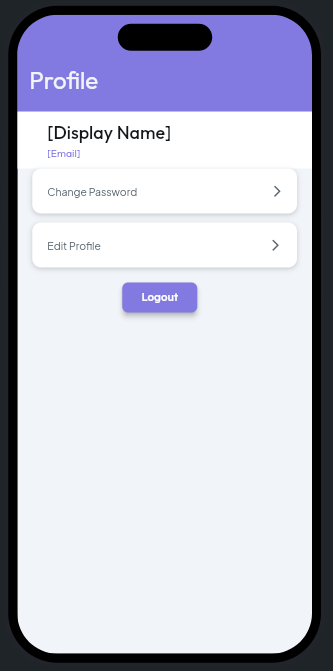 Profile
[Display Name]
[Email]
Change Password
Edit Profile
Logout